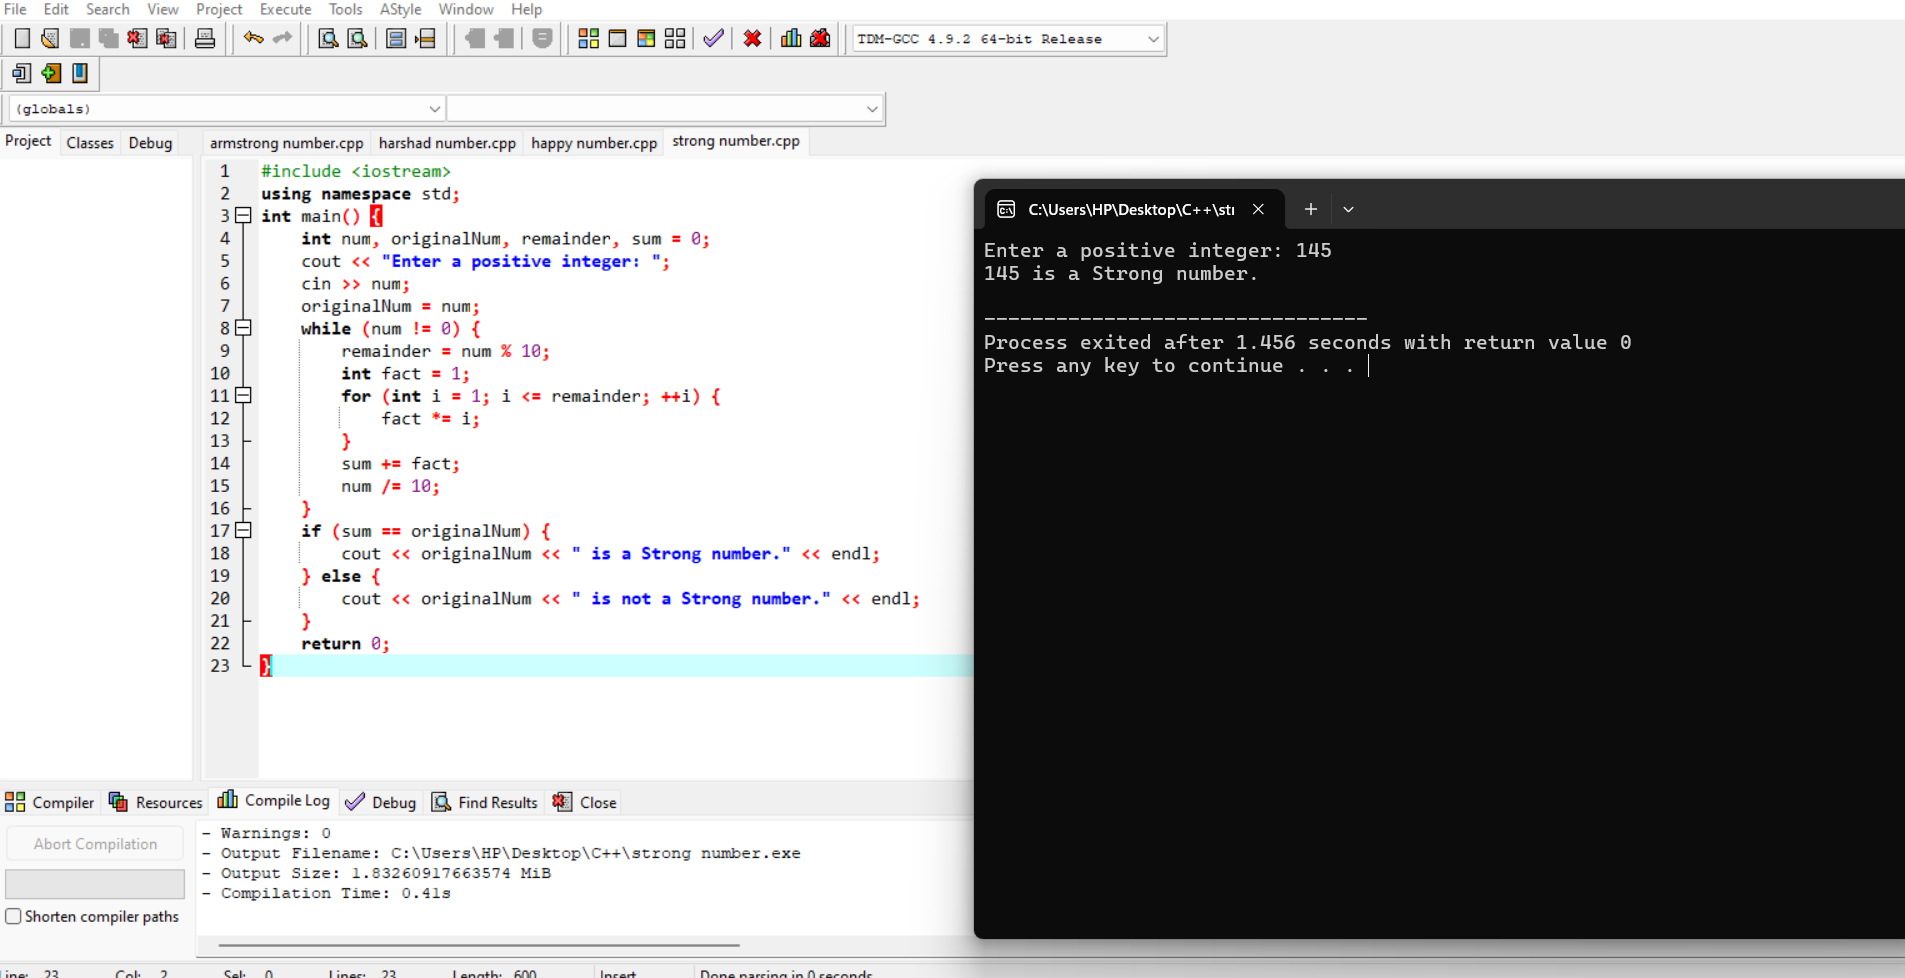 File Edit Search View Project Execute Tools AStyle Window Help
TDM-GCC 4.9.2 64-bit Release
(globals)
Project Classes Debug
armstrong number.cpp harshad number.cpp happy number.cpp strong number.cpp
1 #include <iostream>
2 using namespace std;
3 int main() {
4 int num, originalNum, remainder, sum = 0;
5 cout << "Enter a positive integer: ";
6 cin >> num;
7 originalNum = num;
8 while (num != 0) {
9 remainder = num % 10;
10 int fact = 1;
11 for (int i = 1; i <= remainder; ++i) {
12 fact *= i;
13 }
14 sum += fact;
15 num /= 10;
16 }
17 if (sum == originalNum) {
18 cout << originalNum << " is a Strong number." << endl;
19 } else {
20 cout << originalNum << " is not a Strong number." << endl;
21 }
22 return 0;
23 }
C:\Users\HP\Desktop\C++\str
Enter a positive integer: 145
145 is a Strong number.
--------------------------------
Process exited after 1.456 seconds with return value 0
Press any key to continue . . .
Compiler Resources Compile Log Debug Find Results Close
Abort Compilation
Shorten compiler paths
- Warnings: 0
- Output Filename: C:\Users\HP\Desktop\C++\strong number.exe
- Output Size: 1.83260917663574 MiB
- Compilation Time: 0.41s
Line: 23 Col: 2 Sel: 0 Lines: 23 Length: 600 Insert Done parsing in 0 seconds